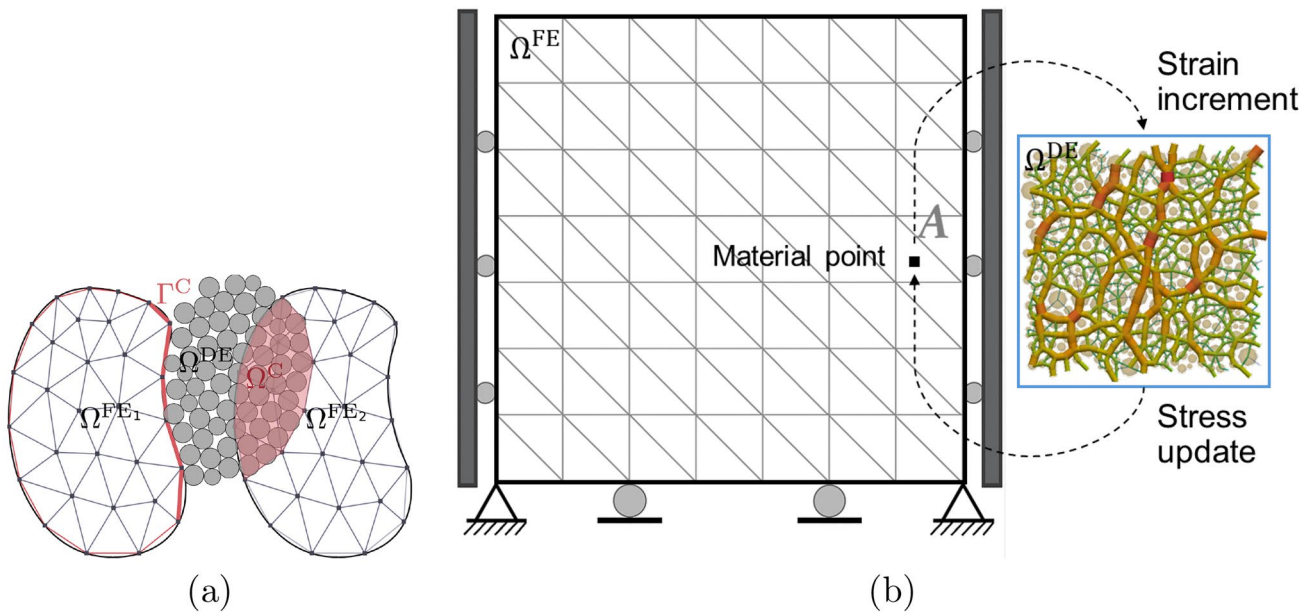 Γ^C
Ω^DE
Ω^C
Ω^FE₁
Ω^FE₂
(a)
Ω^FE
A
Material point
Strain
increment
Ω^DE
Stress
update
(b)